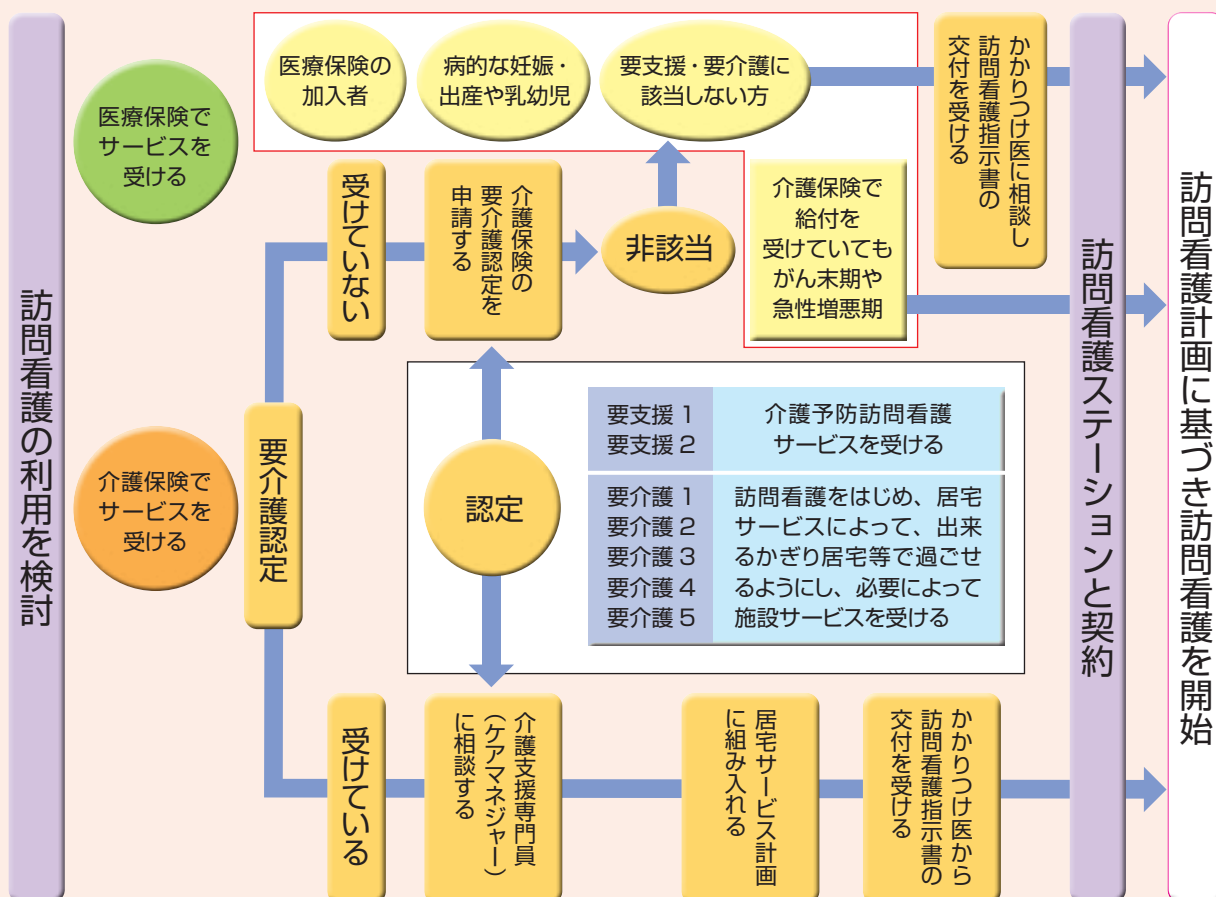 訪問看護の利用を検討
医療保険で
サービスを
受ける
介護保険で
サービスを
受ける
要介護認定
医療保険の
加入者
病的な妊娠・
出産や乳幼児
要支援・要介護に
該当しない方
受けていない
介護保険の
要介護認定を
申請する
非該当
介護保険で
給付を
受けていても
がん末期や
急性増悪期
かかりつけ医に相談し
訪問看護指示書の
交付を受ける
認定
要支援 1
要支援 2
介護予防訪問看護
サービスを受ける
要介護 1
要介護 2
要介護 3
要介護 4
要介護 5
訪問看護をはじめ、居宅
サービスによって、出来
るかぎり居宅等で過ごせ
るようにし、必要によって
施設サービスを受ける
受けている
介護支援専門員
(ケアマネジャー)
に相談する
居宅サービス計画
に組み入れる
かかりつけ医から
訪問看護指示書の
交付を受ける
訪問看護ステーションと契約
訪問看護計画に基づき訪問看護を開始